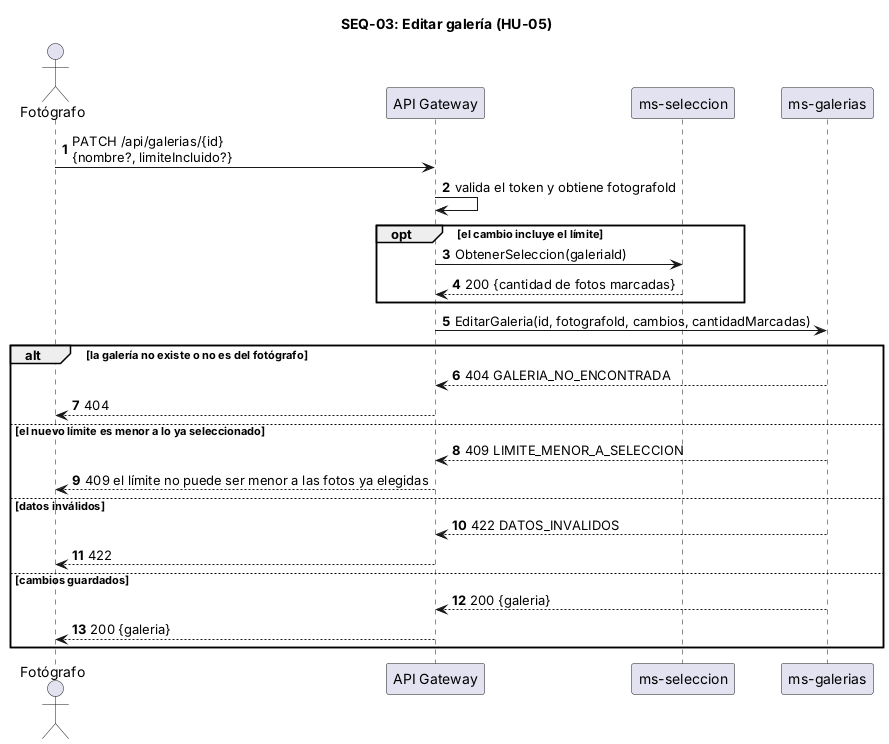 SEQ-03: Editar galería (HU-05)
Fotógrafo
API Gateway
ms-seleccion
ms-galerias
1 PATCH /api/galerias/{id}
{nombre?, limiteIncluido?}
2 valida el token y obtiene fotografoId
opt [el cambio incluye el límite]
3 ObtenerSeleccion(galeriaId)
4 200 {cantidad de fotos marcadas}
5 EditarGaleria(id, fotografoId, cambios, cantidadMarcadas)
alt [la galería no existe o no es del fotógrafo]
6 404 GALERIA_NO_ENCONTRADA
7 404
[el nuevo límite es menor a lo ya seleccionado]
8 409 LIMITE_MENOR_A_SELECCION
9 409 el límite no puede ser menor a las fotos ya elegidas
[datos inválidos]
10 422 DATOS_INVALIDOS
11 422
[cambios guardados]
12 200 {galeria}
13 200 {galeria}
Fotógrafo
API Gateway
ms-seleccion
ms-galerias